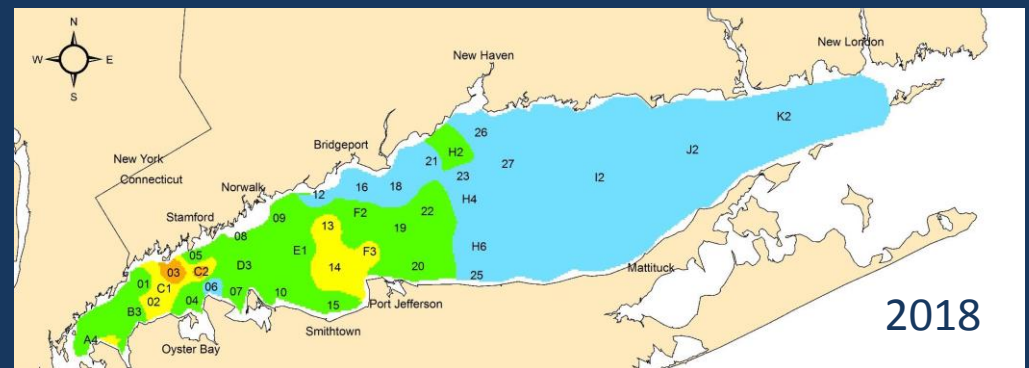 N
W E
S
New London
New Haven
K2
26
Bridgeport
H2
J2
21
27
New York
23
16
18
I2
Connecticut
Norwalk
12
H4
22
F2
09
19
Stamford
13
08
H6
E1
F3
05
Mattituck
20
25
03
C2
D3
14
01
C1
06
07
10
02
04
Port Jefferson
15
B3
2018
Smithtown
A4
Oyster Bay